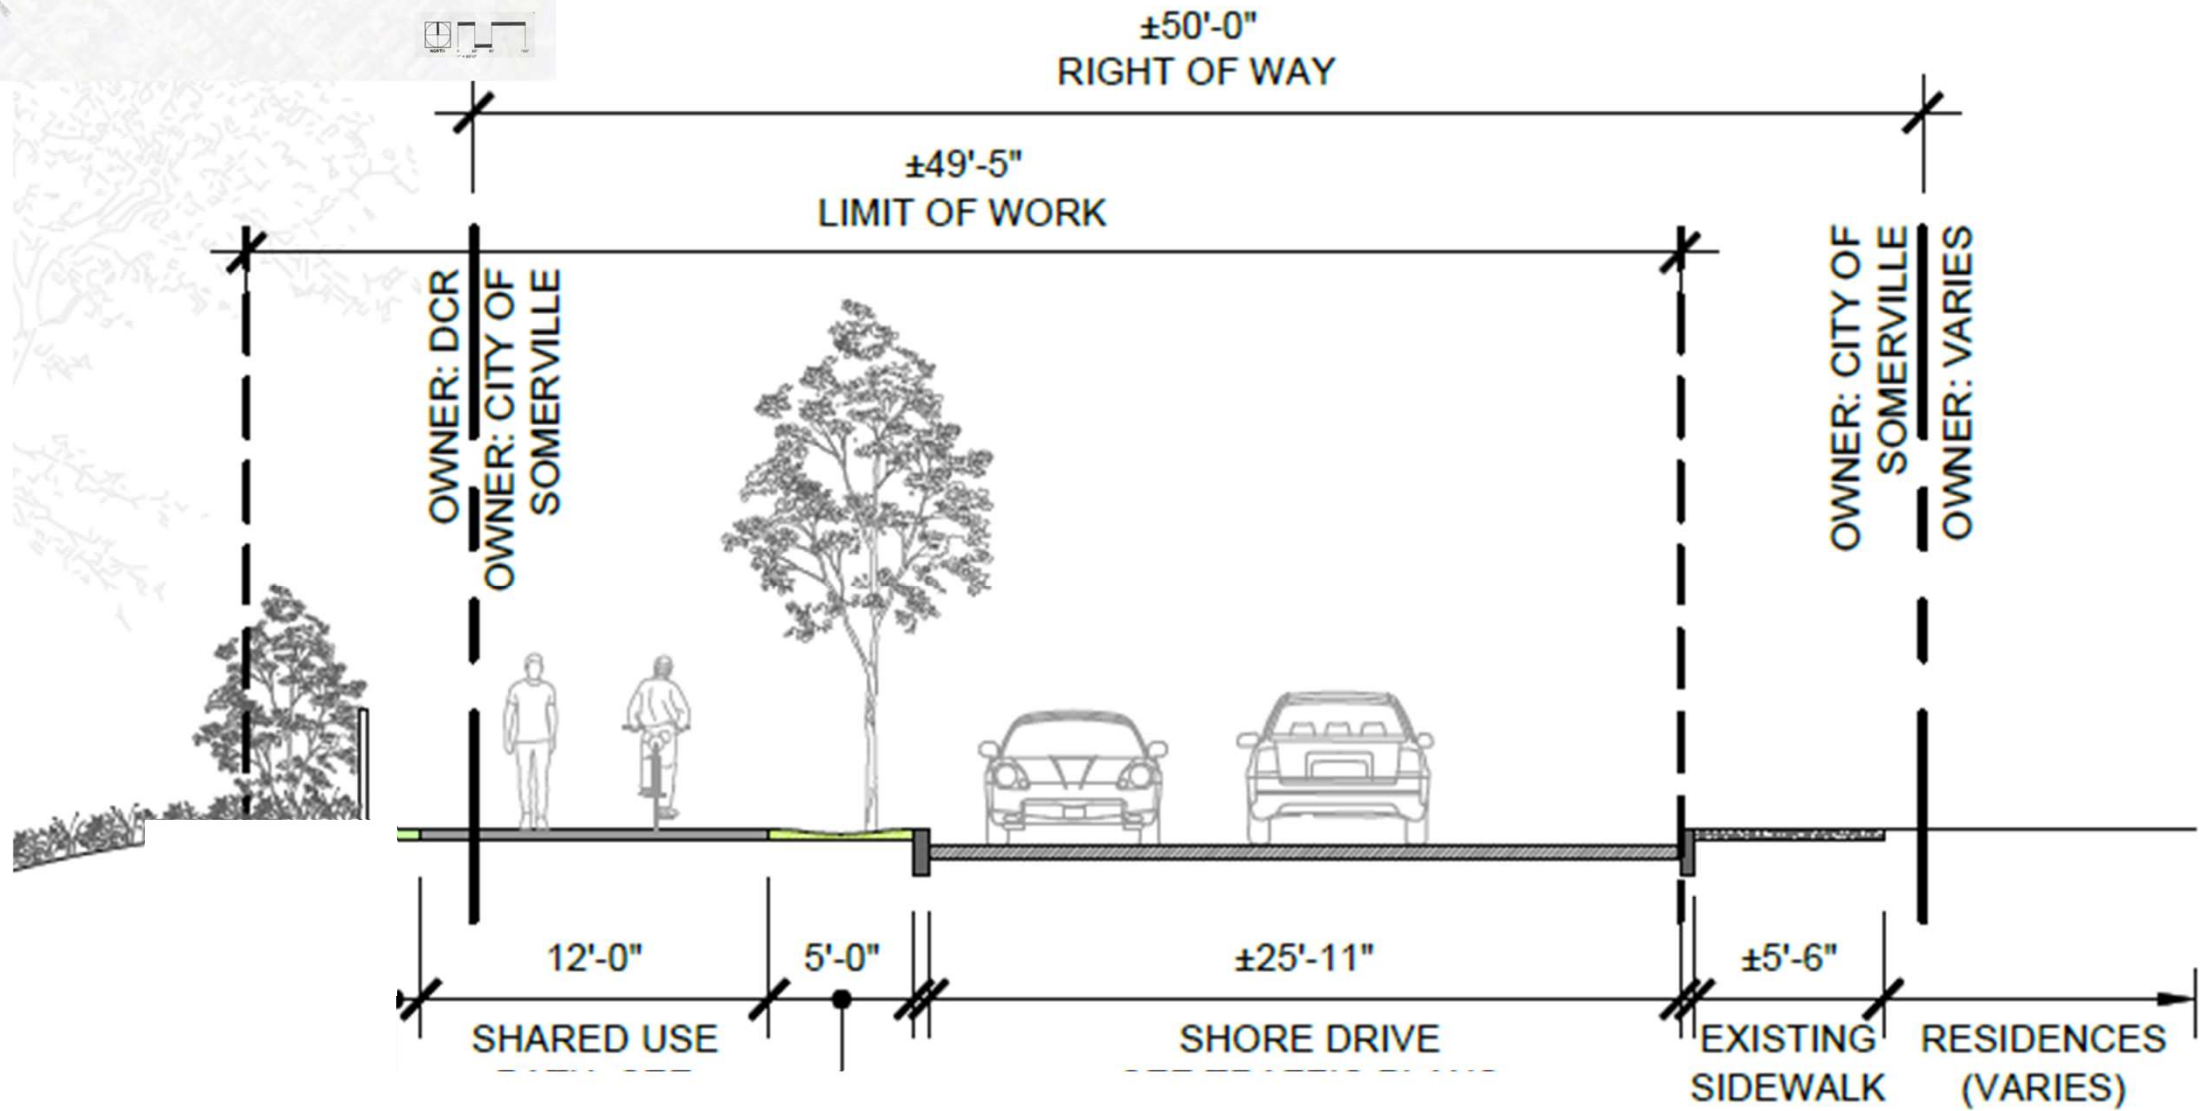 ±50'-0"
RIGHT OF WAY
±49'-5"
LIMIT OF WORK
OWNER: DCR
OWNER: CITY OF
SOMERVILLE
OWNER: CITY OF
SOMERVILLE
OWNER: VARIES
12'-0"
5'-0"
±25'-11"
±5'-6"
SHARED USE
SHORE DRIVE
EXISTING
SIDEWALK
RESIDENCES
(VARIES)
NORTH